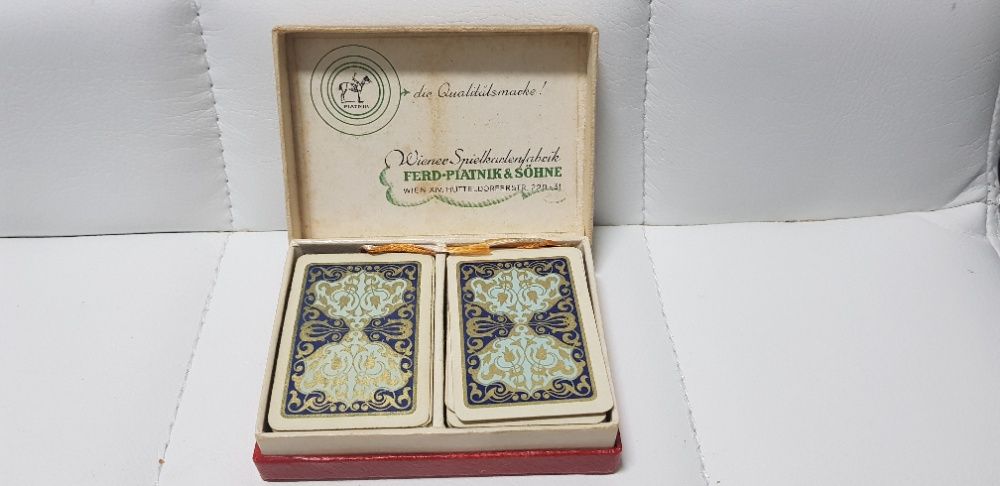 PIATNIK
die Qualitätsmarke!
Wiener Spielkartenfabrik
FERD·PIATNIK & SÖHNE
WIEN XIV. HÜTTELDORFERSTR. 229-31